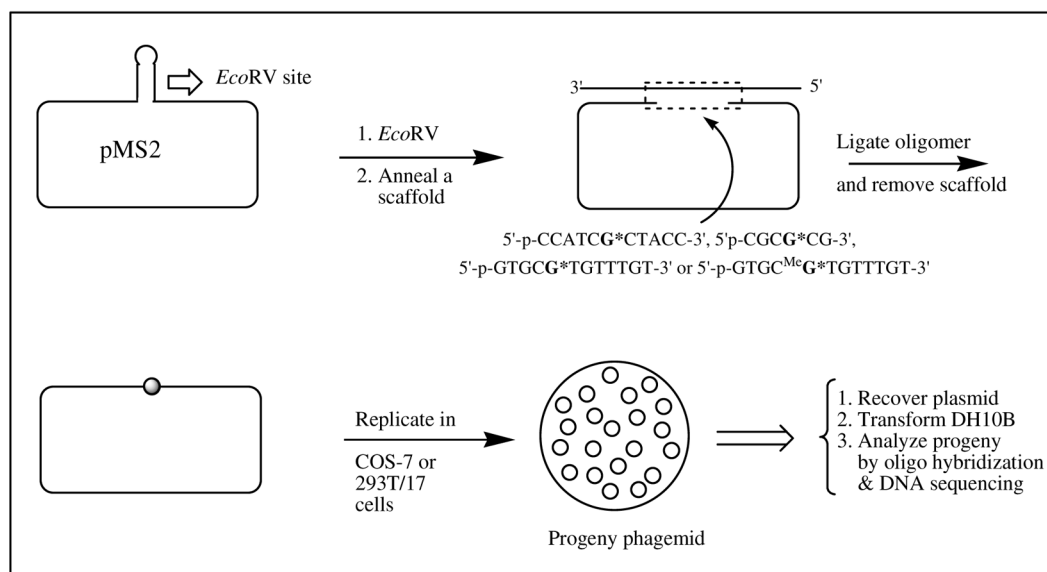 EcoRV site
pMS2
1. EcoRV
2. Anneal a
scaffold
3'
5'
Ligate oligomer
and remove scaffold
5'-p-CCATCG*CTACC-3', 5'p-CGCG*CG-3',
5'-p-GTGCG*TGTTTGT-3' or 5'-p-GTGCMeG*TGTTTGT-3'
Replicate in
COS-7 or
293T/17
cells
Progeny phagemid
1. Recover plasmid
2. Transform DH10B
3. Analyze progeny
by oligo hybridization
& DNA sequencing